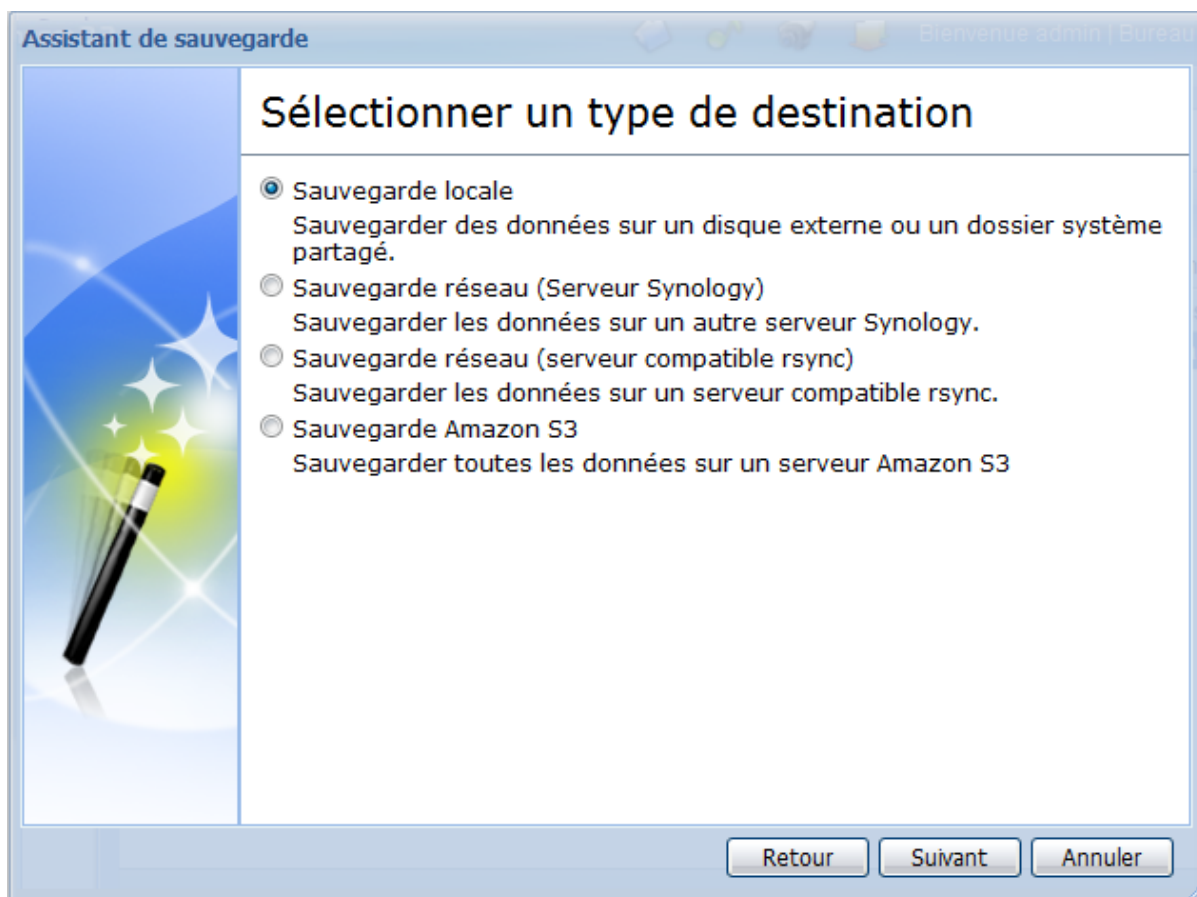 Assistant de sauvegarde
Bienvenue admin | Bureau
Sélectionner un type de destination
Sauvegarde locale
Sauvegarder des données sur un disque externe ou un dossier système
partagé.
Sauvegarde réseau (Serveur Synology)
Sauvegarder les données sur un autre serveur Synology.
Sauvegarde réseau (serveur compatible rsync)
Sauvegarder les données sur un serveur compatible rsync.
Sauvegarde Amazon S3
Sauvegarder toutes les données sur un serveur Amazon S3
Retour
Suivant
Annuler